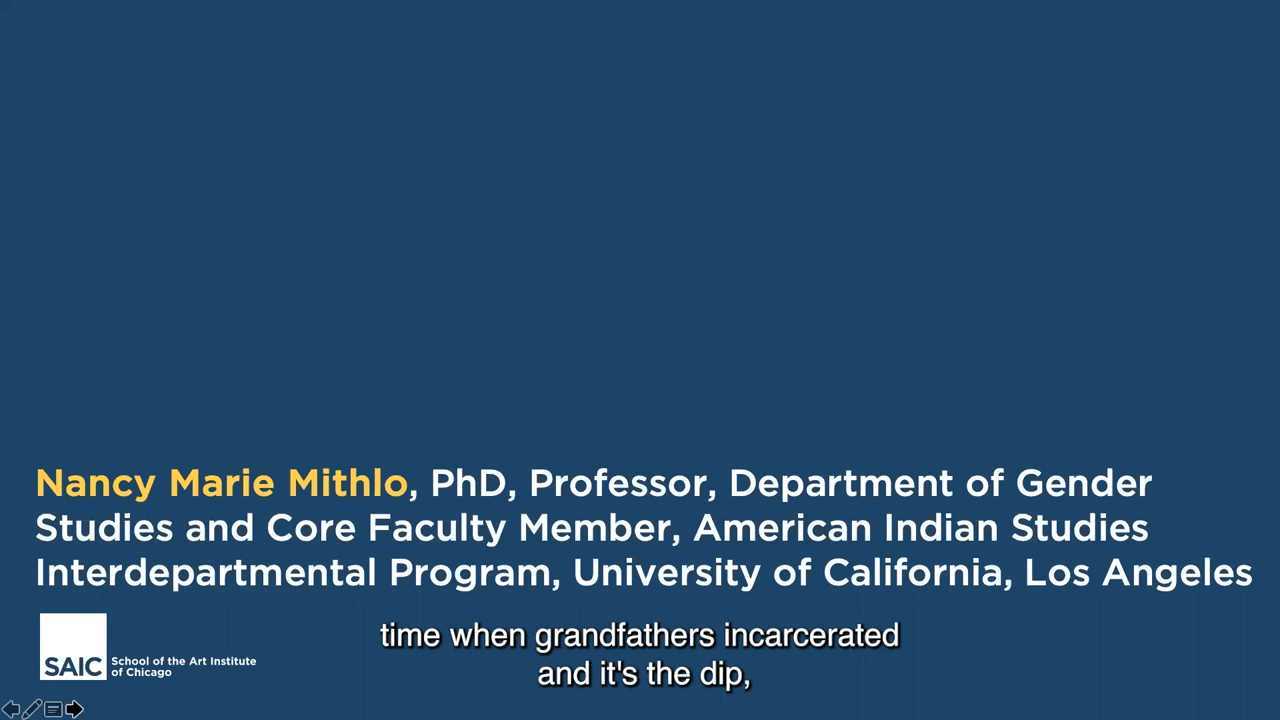 Nancy Marie Mithlo, PhD, Professor, Department of Gender
Studies and Core Faculty Member, American Indian Studies
Interdepartmental Program, University of California, Los Angeles
time when grandfathers incarcerated
and it's the dip,
SAIC
School of the Art Institute
of Chicago